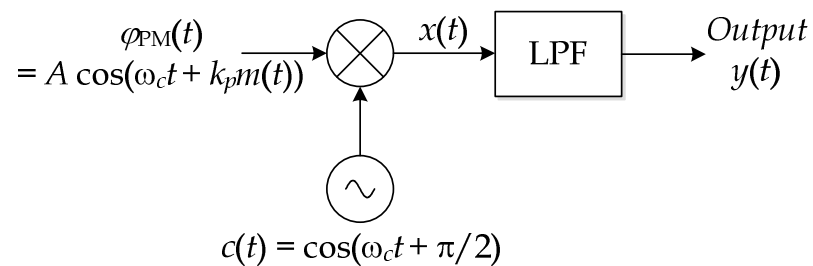 φPM(t)
= A cos(ωct + kpm(t))
x(t)
LPF
Output
y(t)
c(t) = cos(ωct + π/2)